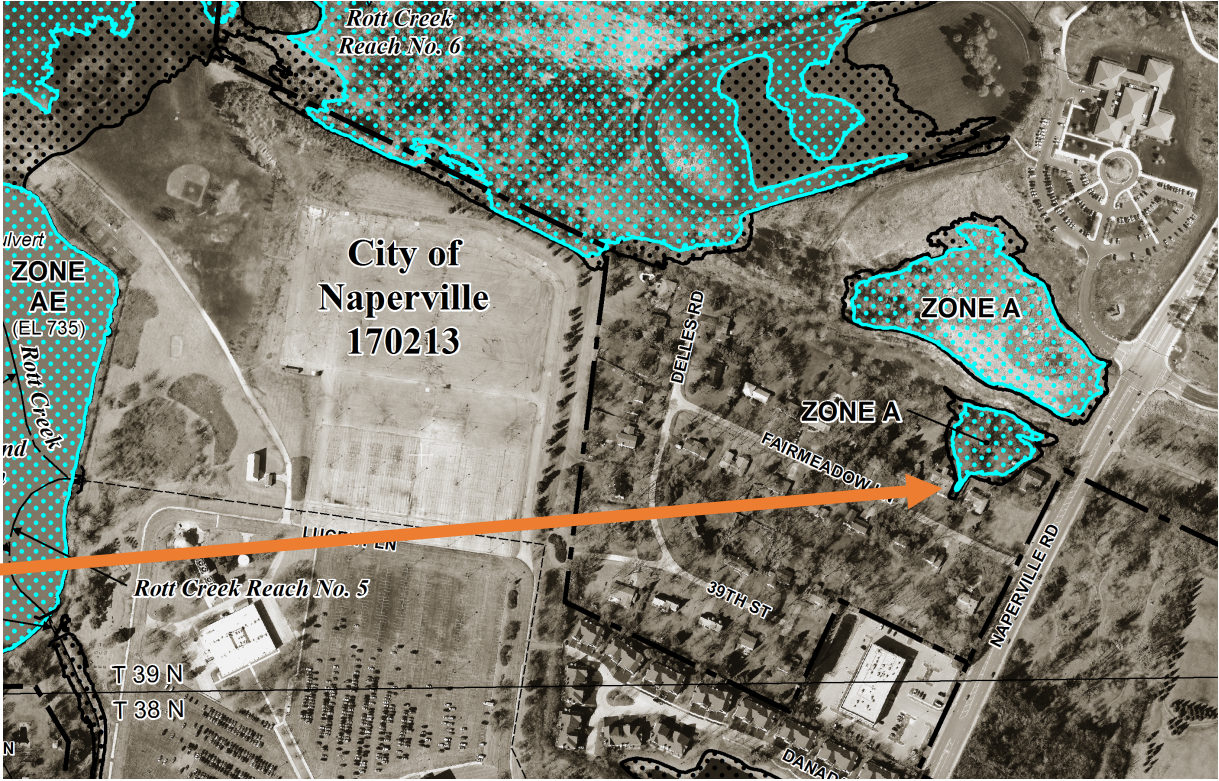 Rott Creek
Reach No. 6
City of
Naperville
170213
ZONE
AE
(EL 735)
Rott Creek
DELLES RD
ZONE A
ZONE A
FAIRMEADOW LN
39TH ST
NAPERVILLE RD
Rott Creek Reach No. 5
T 39 N
T 38 N